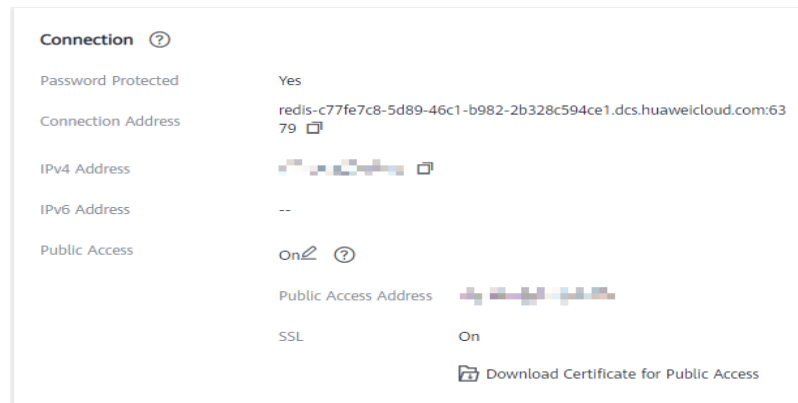 Connection
Password Protected Yes
Connection Address redis-c77fe7c8-5d89-46c1-b982-2b328c594ce1.dcs.huaweicloud.com:63
79
IPv4 Address
IPv6 Address --
Public Access On
Public Access Address
SSL On
Download Certificate for Public Access